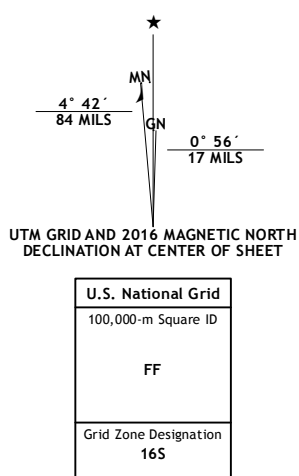 ★
MN
4° 42´
84 MILS
GN
0° 56´
17 MILS
UTM GRID AND 2016 MAGNETIC NORTH
DECLINATION AT CENTER OF SHEET
U.S. National Grid
100,000-m Square ID
FF
Grid Zone Designation
16S